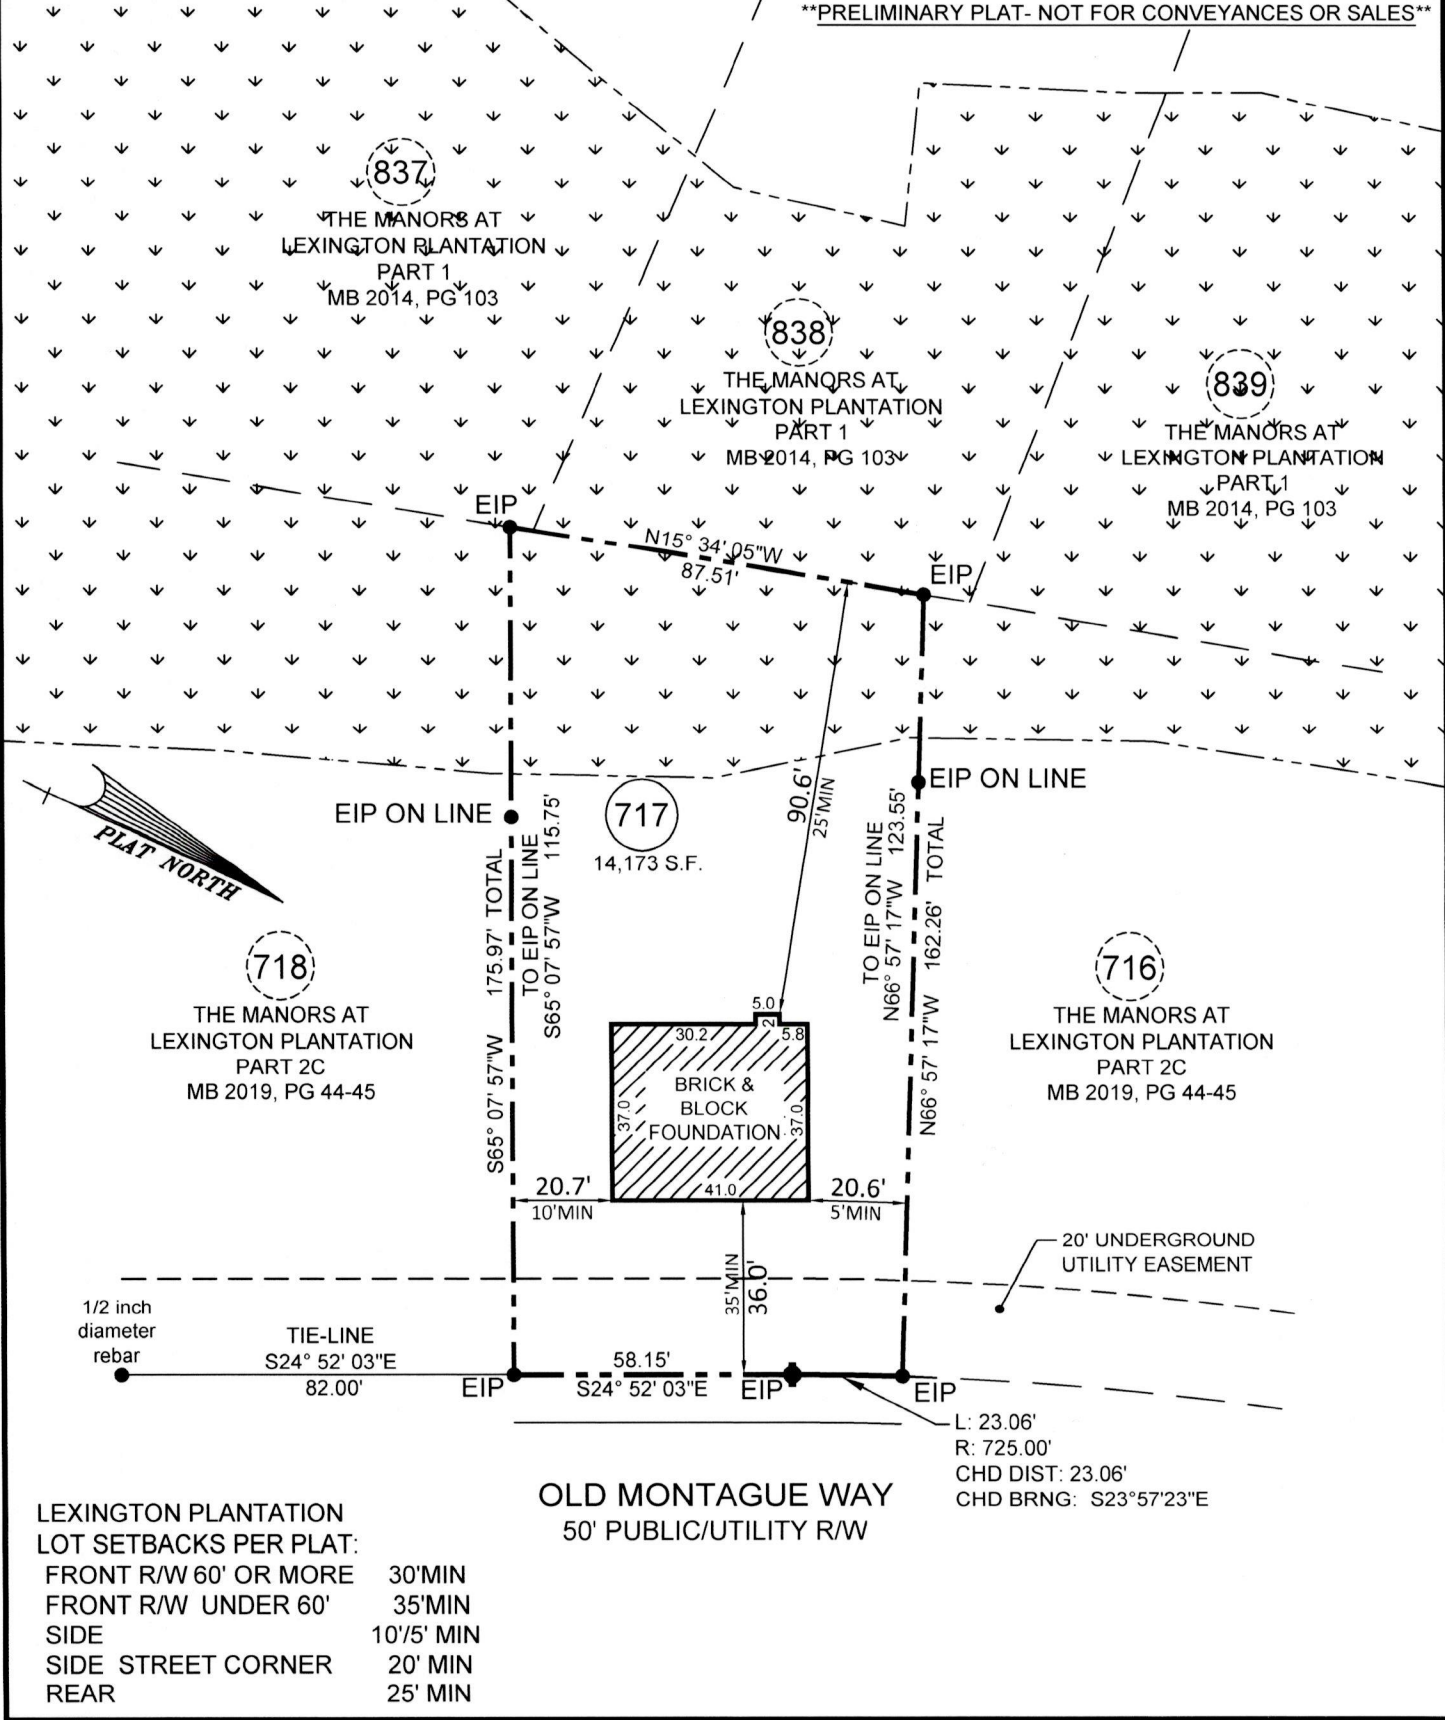 **PRELIMINARY PLAT- NOT FOR CONVEYANCES OR SALES**
837
THE MANORS AT
LEXINGTON PLANTATION
PART 1
MB 2014, PG 103
838
THE MANORS AT
LEXINGTON PLANTATION
PART 1
MB 2014, PG 103
839
THE MANORS AT
LEXINGTON PLANTATION
PART 1
MB 2014, PG 103
EIP
N15° 34' 05"W
87.51'
EIP
EIP ON LINE
EIP ON LINE
717
14,173 S.F.
90.6'
25'MIN
PLAT NORTH
S65° 07' 57"W 175.97' TOTAL
TO EIP ON LINE
S65° 07' 57"W 115.75'
TO EIP ON LINE
N66° 57' 17"W 123.55'
N66° 57' 17"W 162.26' TOTAL
718
THE MANORS AT
LEXINGTON PLANTATION
PART 2C
MB 2019, PG 44-45
716
THE MANORS AT
LEXINGTON PLANTATION
PART 2C
MB 2019, PG 44-45
5.0
30.2
2
5.8
BRICK &
BLOCK
FOUNDATION
37.0
37.0
41.0
20.7'
10'MIN
20.6'
5'MIN
35'MIN
36.0'
20' UNDERGROUND
UTILITY EASEMENT
1/2 inch
diameter
rebar
TIE-LINE
S24° 52' 03"E
82.00'
EIP
58.15'
S24° 52' 03"E
EIP
EIP
L: 23.06'
R: 725.00'
CHD DIST: 23.06'
CHD BRNG: S23°57'23"E
OLD MONTAGUE WAY
50' PUBLIC/UTILITY R/W
LEXINGTON PLANTATION
LOT SETBACKS PER PLAT:
FRONT R/W 60' OR MORE 30'MIN
FRONT R/W UNDER 60' 35'MIN
SIDE 10'/5' MIN
SIDE STREET CORNER 20' MIN
REAR 25' MIN